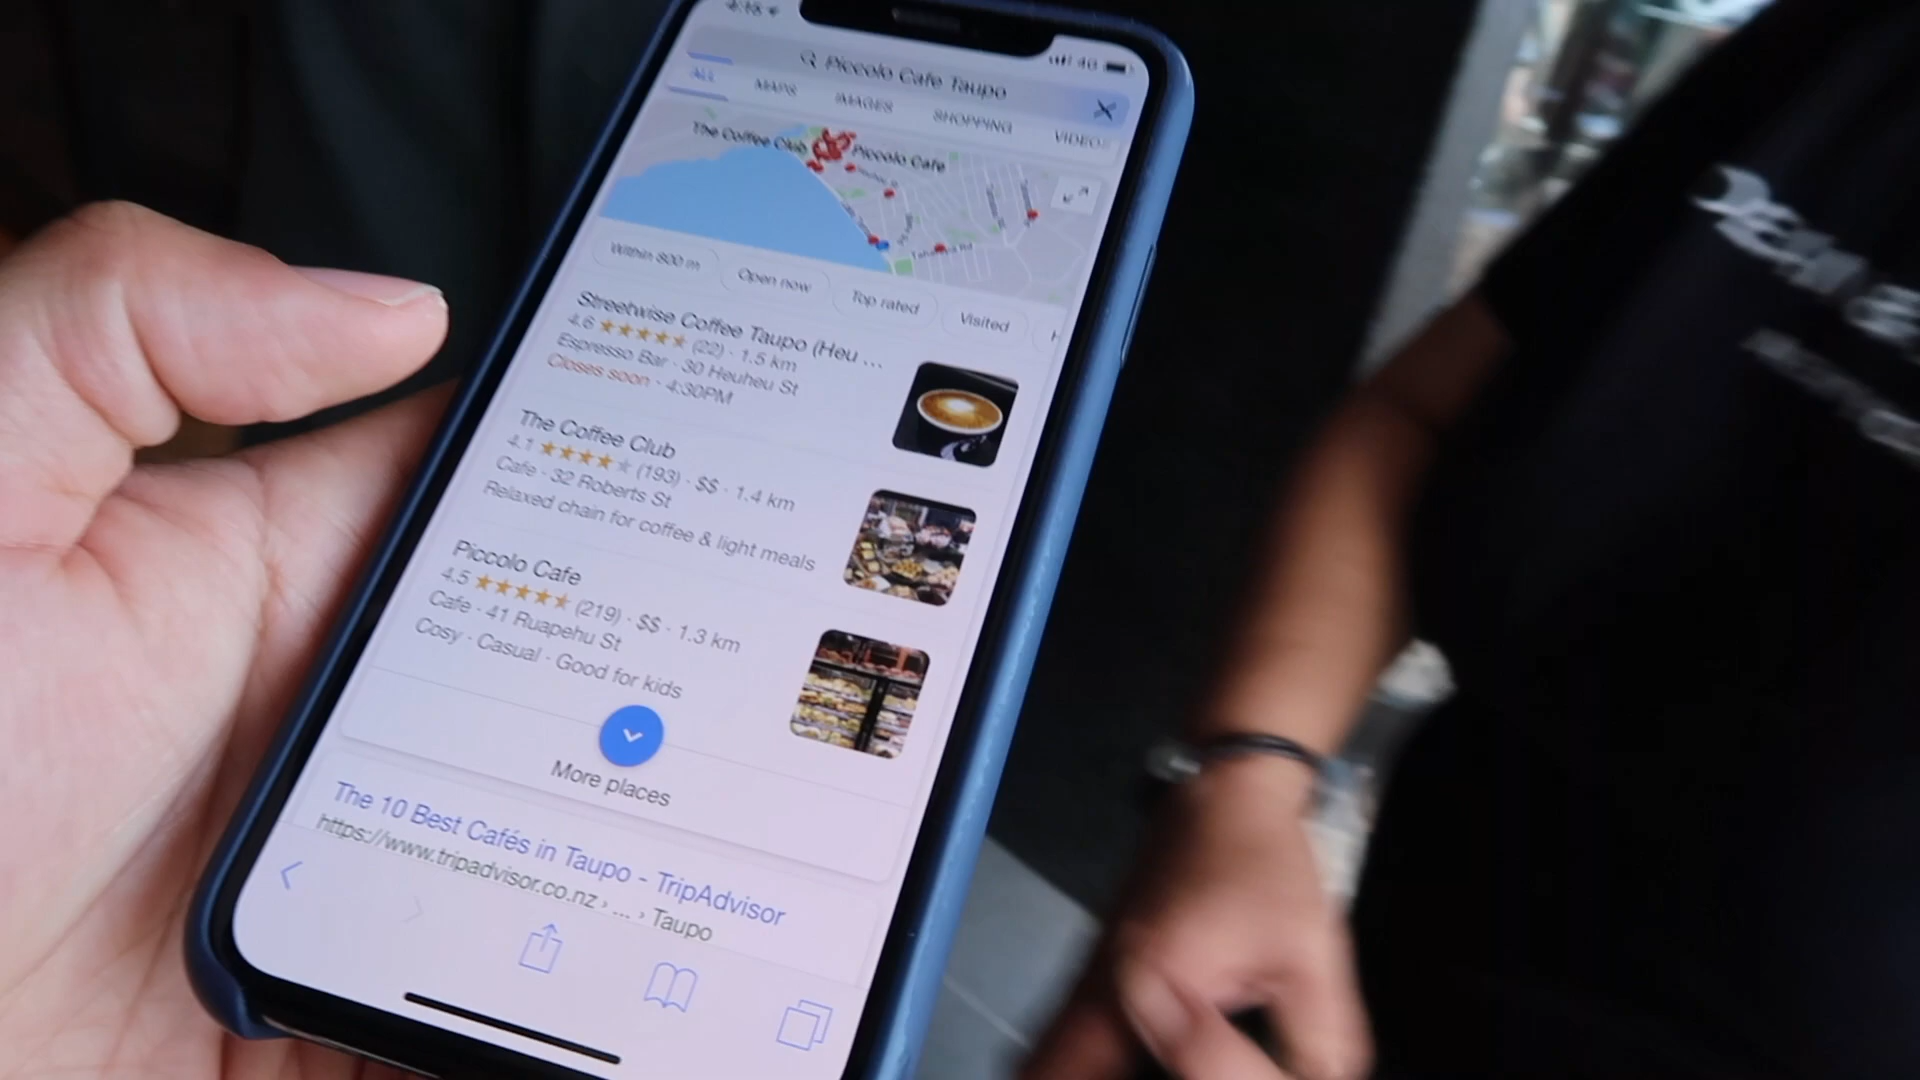 4G
Piccolo Cafe Taupo
ALL MAPS IMAGES SHOPPING VIDEOS
The Coffee Club
Piccolo Cafe
Within 800 m Open now Top rated Visited
Streetwise Coffee Taupo (Heu ...
4.6 (22) · 1.5 km
Espresso Bar · 30 Heuheu St
Closes soon · 4:30PM
The Coffee Club
4.1 (193) · $$ · 1.4 km
Cafe · 32 Roberts St
Relaxed chain for coffee & light meals
Piccolo Cafe
4.5 (219) · $$ · 1.3 km
Cafe · 41 Ruapehu St
Cosy · Casual · Good for kids
More places
The 10 Best Cafés in Taupo - TripAdvisor
https://www.tripadvisor.co.nz › ... › Taupo